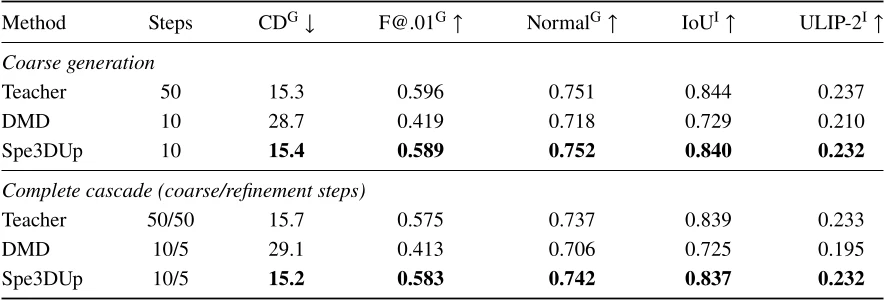 Method Steps CD^G ↓ F@.01^G ↑ Normal^G ↑ IoU^I ↑ ULIP-2^I ↑
Coarse generation
Teacher 50 15.3 0.596 0.751 0.844 0.237
DMD 10 28.7 0.419 0.718 0.729 0.210
Spe3DUp 10 15.4 0.589 0.752 0.840 0.232
Complete cascade (coarse/refinement steps)
Teacher 50/50 15.7 0.575 0.737 0.839 0.233
DMD 10/5 29.1 0.413 0.706 0.725 0.195
Spe3DUp 10/5 15.2 0.583 0.742 0.837 0.232